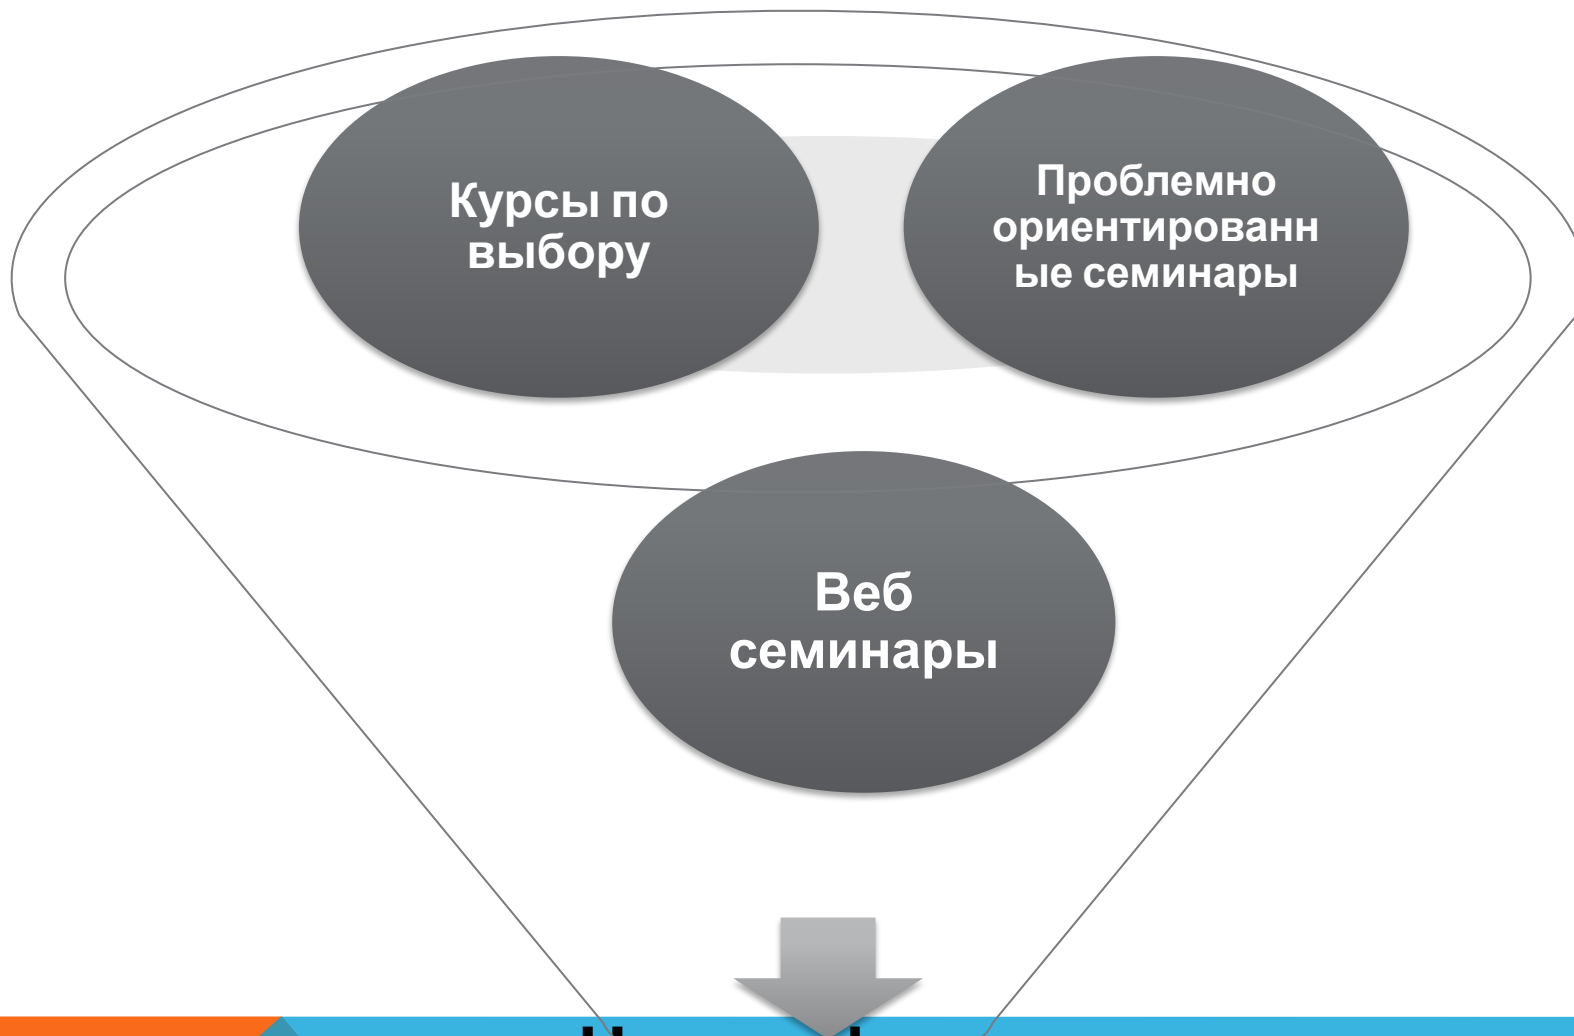 Курсы по
выбору
Проблемно
ориентированн
ые семинары
Веб
семинары